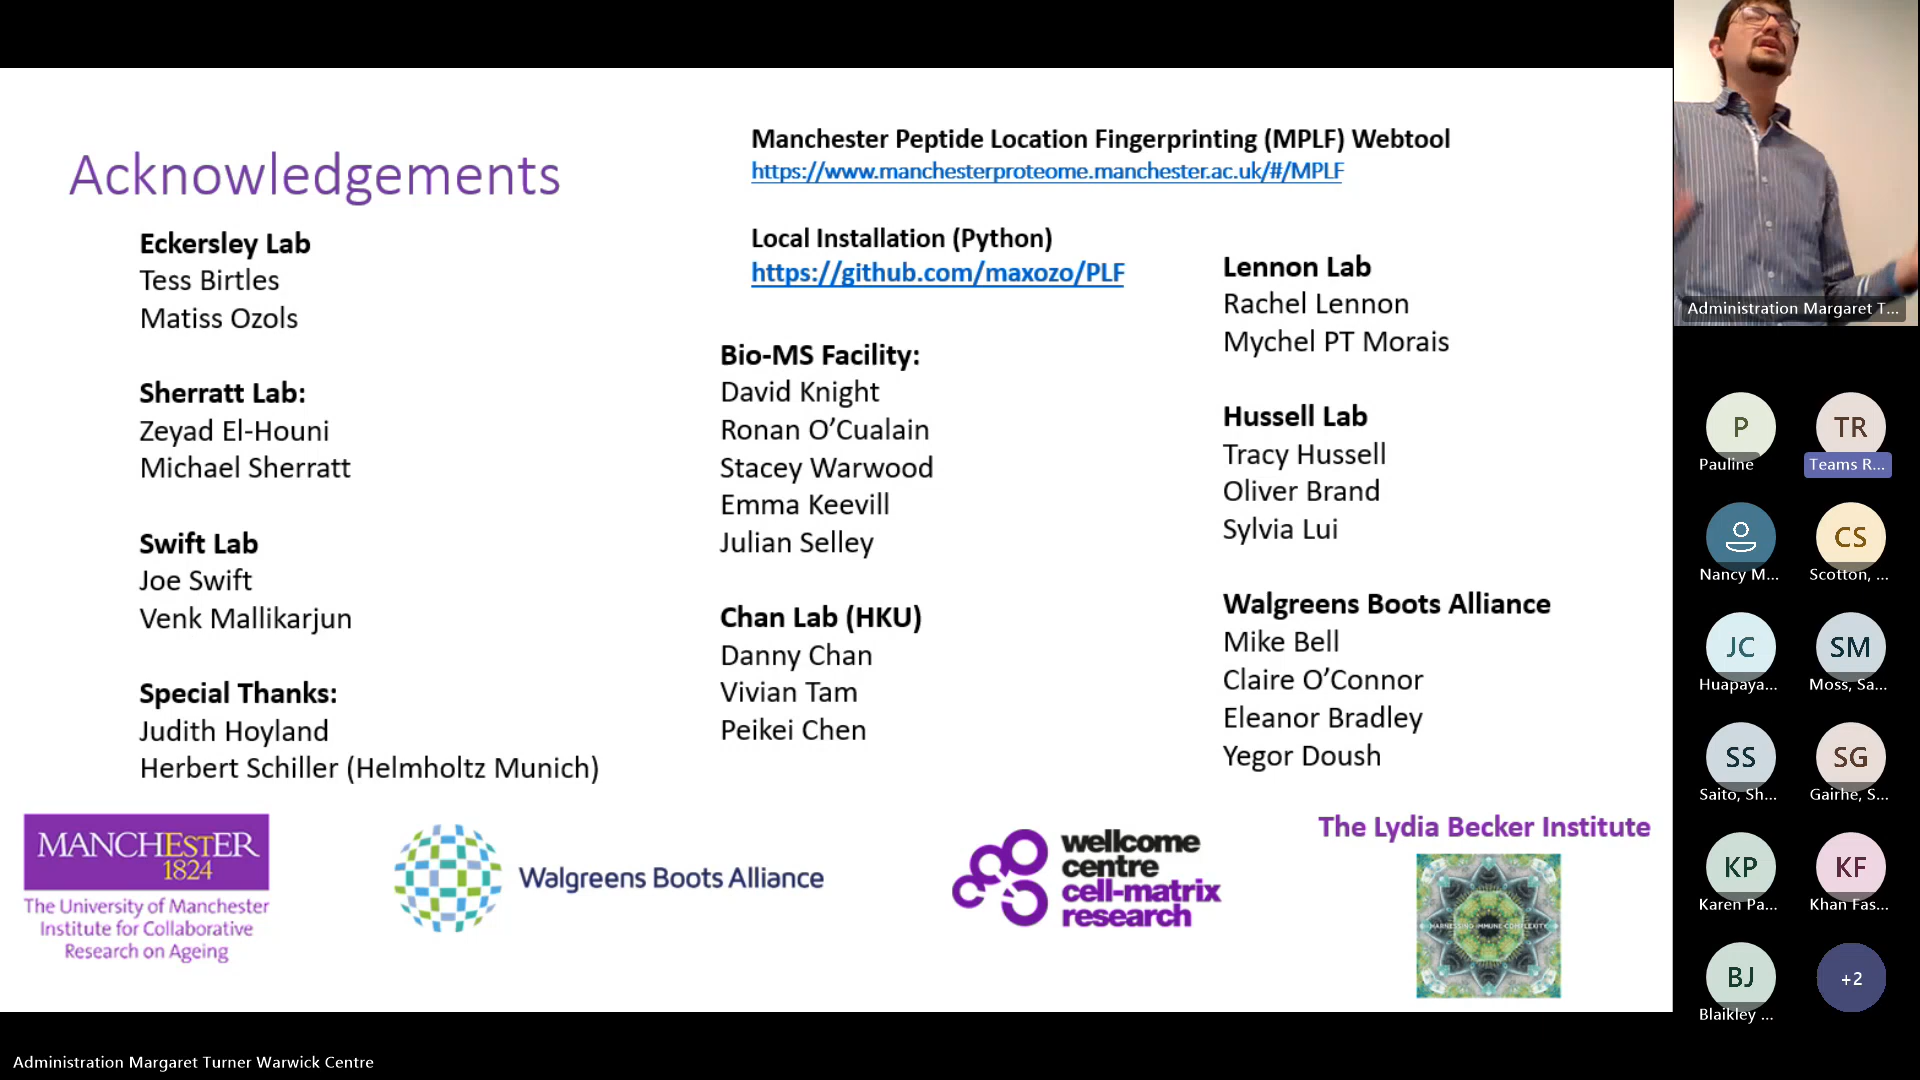 Acknowledgements
Manchester Peptide Location Fingerprinting (MPLF) Webtool
https://www.manchesterproteome.manchester.ac.uk/#/MPLF
Local Installation (Python)
https://github.com/maxozo/PLF
Eckersley Lab
Tess Birtles
Matiss Ozols
Sherratt Lab:
Zeyad El-Houni
Michael Sherratt
Swift Lab
Joe Swift
Venk Mallikarjun
Special Thanks:
Judith Hoyland
Herbert Schiller (Helmholtz Munich)
Bio-MS Facility:
David Knight
Ronan O’Cualain
Stacey Warwood
Emma Keevill
Julian Selley
Chan Lab (HKU)
Danny Chan
Vivian Tam
Peikei Chen
Lennon Lab
Rachel Lennon
Mychel PT Morais
Hussell Lab
Tracy Hussell
Oliver Brand
Sylvia Lui
Walgreens Boots Alliance
Mike Bell
Claire O’Connor
Eleanor Bradley
Yegor Doush
MANCHESTER
1824
The University of Manchester
Institute for Collaborative
Research on Ageing
Walgreens Boots Alliance
wellcome
centre
cell-matrix
research
The Lydia Becker Institute
HARNESSING IMMUNE COMPLEXITY
Administration Margaret T...
P
Pauline
TR
Teams R...
Nancy M...
CS
Scotton, ...
JC
Huapaya...
SM
Moss, Sa...
SS
Saito, Sh...
SG
Gairhe, S...
KP
Karen Pa...
KF
Khan Fas...
BJ
Blaikley ...
+2
Administration Margaret Turner Warwick Centre